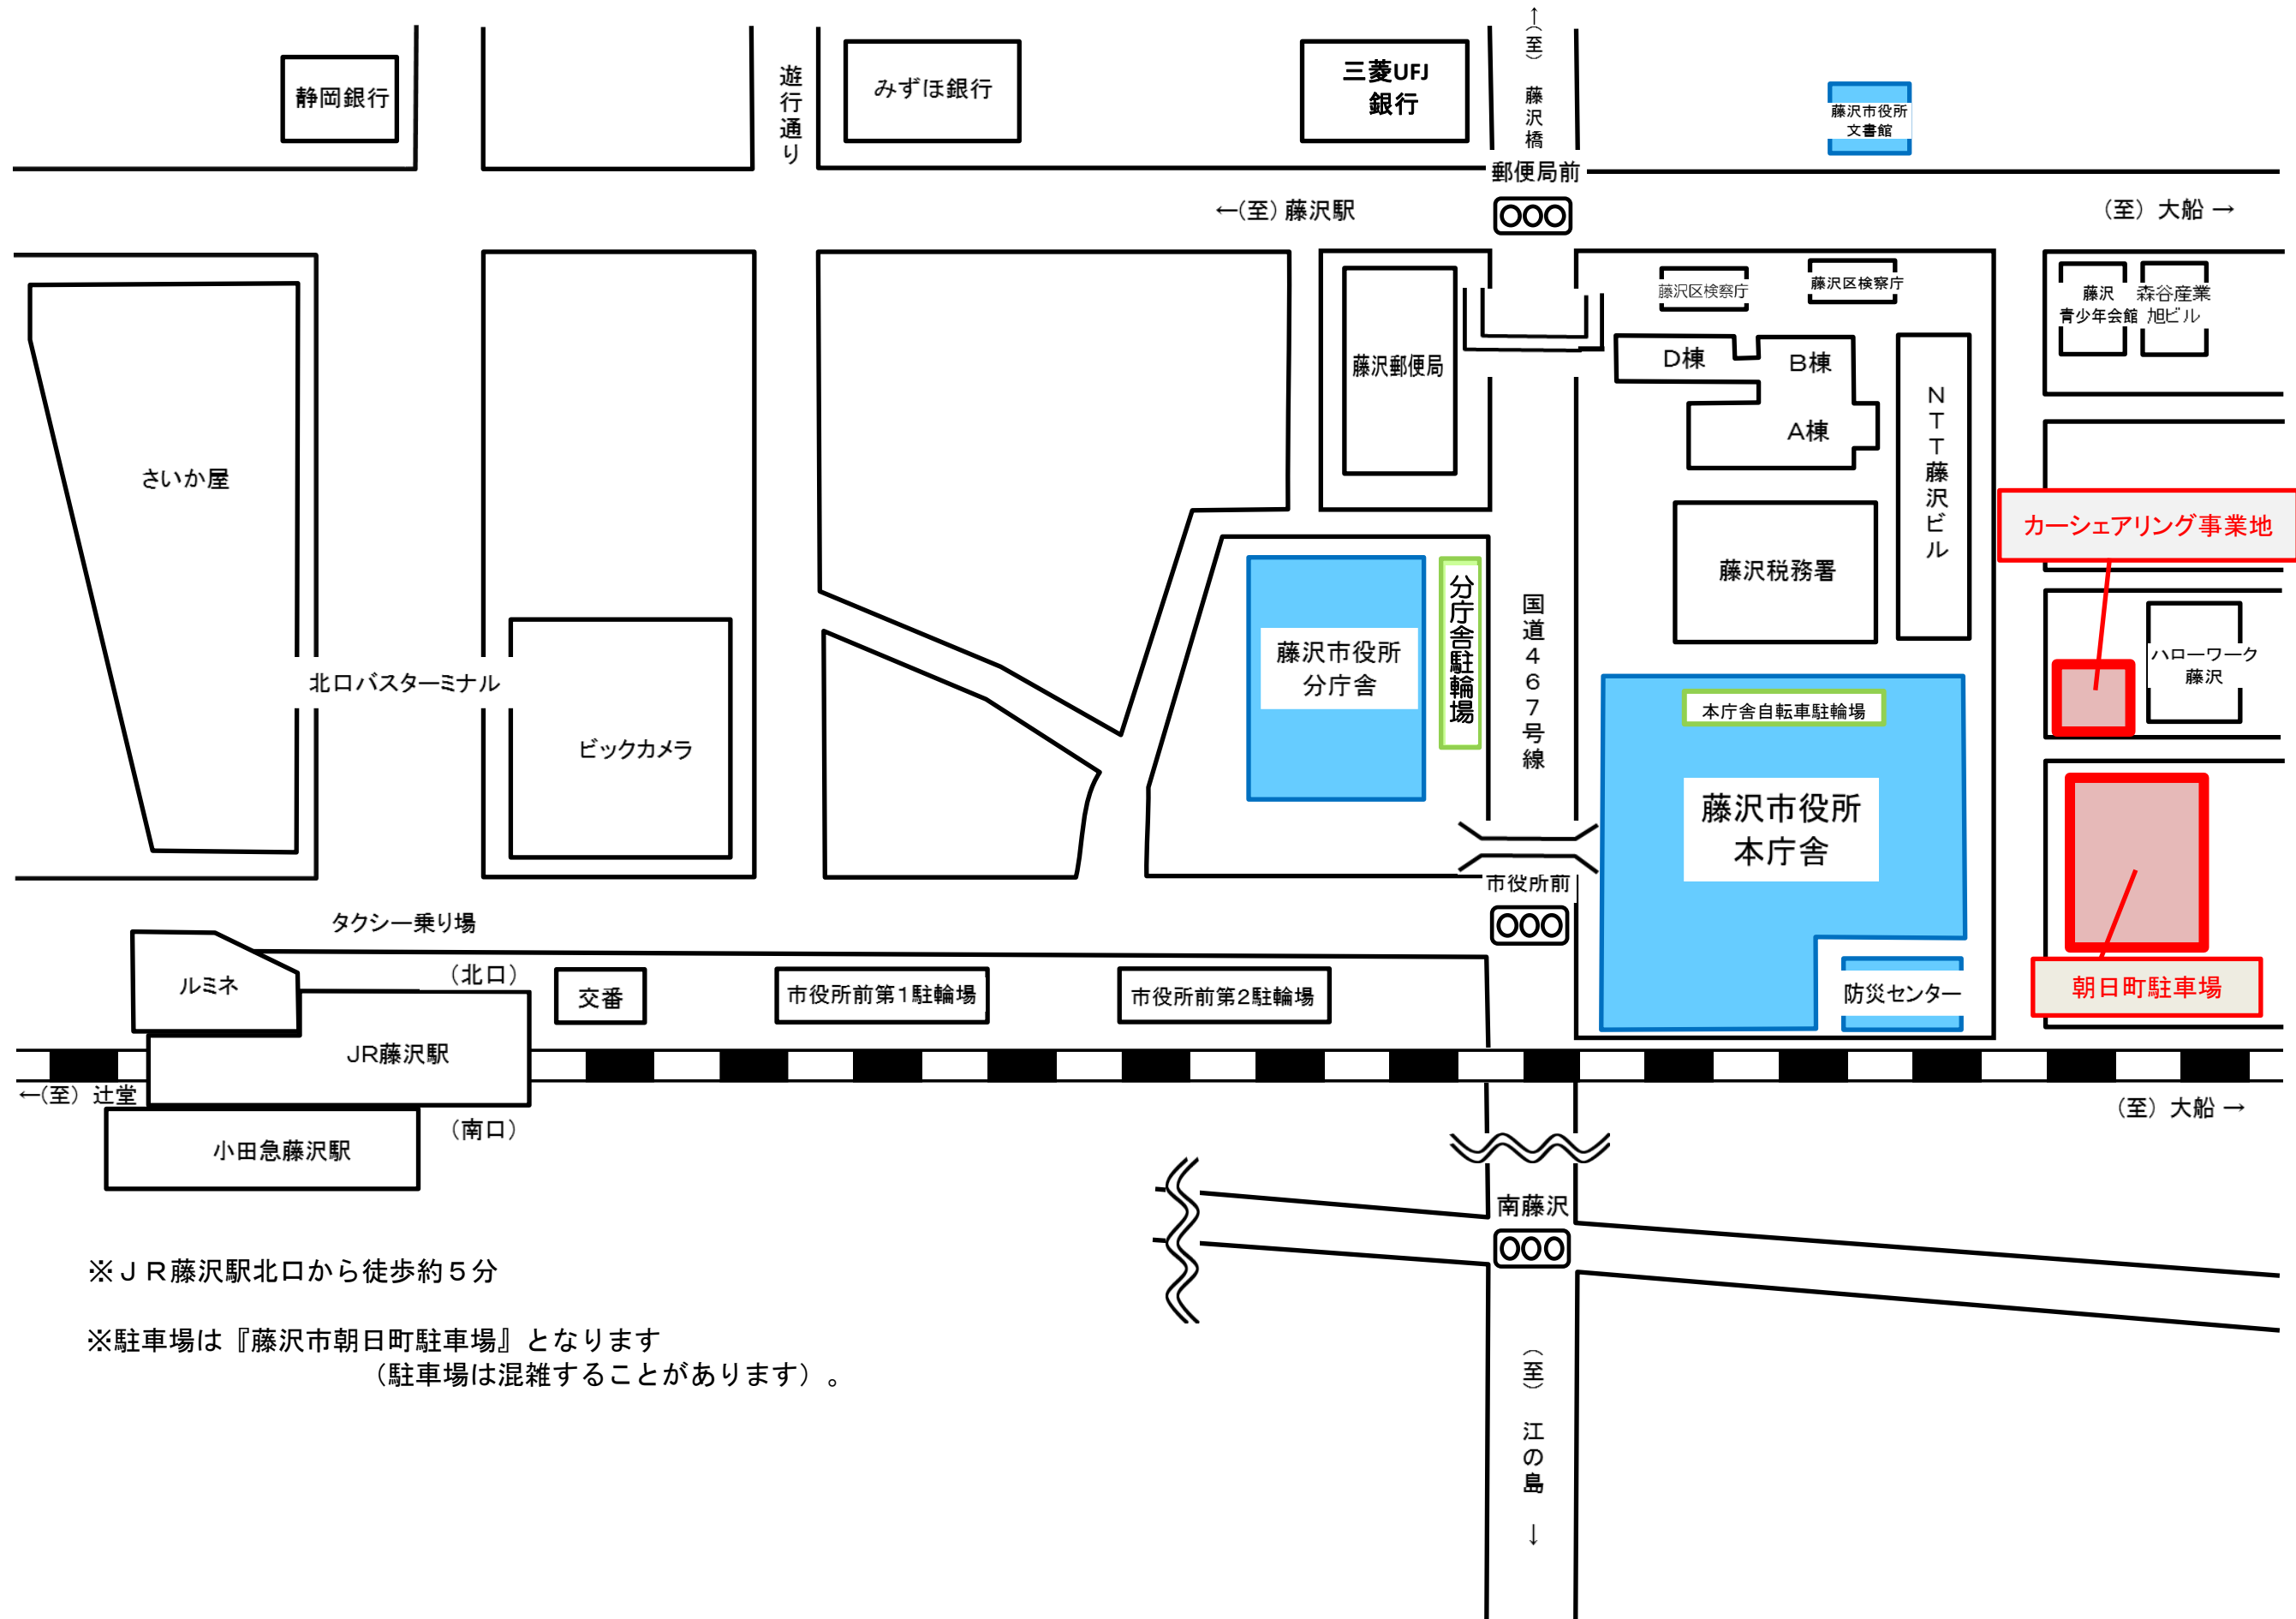 静岡銀行
遊行通り
みずほ銀行
三菱UFJ
銀行
←(至) 藤沢橋
藤沢市役所
文書館
郵便局前
←(至) 藤沢駅
(至) 大船→
藤沢区検察庁
藤沢区検察庁
藤沢
青少年会館
森谷産業
旭ビル
藤沢郵便局
D棟
B棟
A棟
NTT藤沢ビル
さいか屋
カーシェアリング事業地
藤沢税務署
分庁舎駐輪場
国道467号線
藤沢市役所
分庁舎
ハローワーク
藤沢
北口バスターミナル
本庁舎自転車駐輪場
ビックカメラ
藤沢市役所
本庁舎
市役所前
タクシー乗り場
ルミネ
(北口)
交番
市役所前第1駐輪場
市役所前第2駐輪場
防災センター
朝日町駐車場
JR藤沢駅
←(至) 辻堂
(至) 大船→
(南口)
小田急藤沢駅
南藤沢
※JR藤沢駅北口から徒歩約5分
※駐車場は『藤沢市朝日町駐車場』となります
(駐車場は混雑することがあります)。
(至) 江の島→